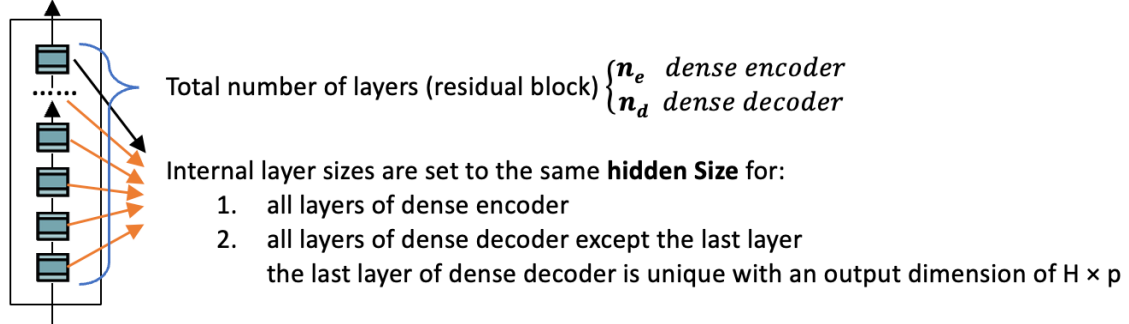 Total number of layers (residual block) { n_e dense encoder
n_d dense decoder
......
Internal layer sizes are set to the same hidden Size for:
1. all layers of dense encoder
2. all layers of dense decoder except the last layer
the last layer of dense decoder is unique with an output dimension of H × p